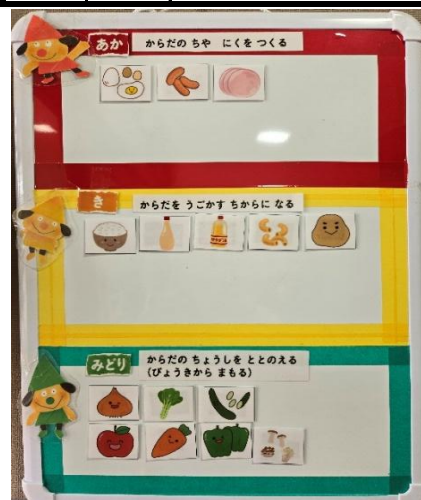 あか
からだの ちや にくを つくる
き
からだを うごかす ちからに なる
みどり
からだの ちょうしを ととのえる
(びょうきから まもる)